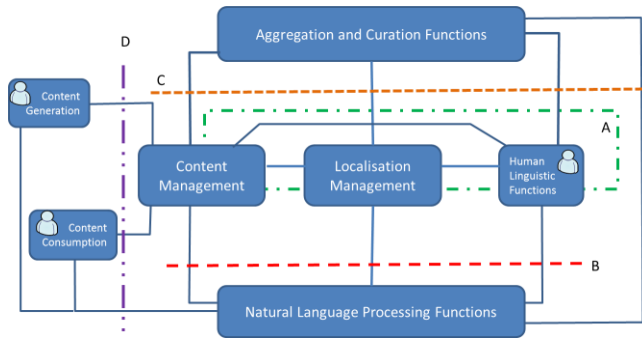 D
Aggregation and Curation Functions
C
Content
Generation
A
Content
Management
Localisation
Management
Human
Linguistic
Functions
Content
Consumption
B
Natural Language Processing Functions